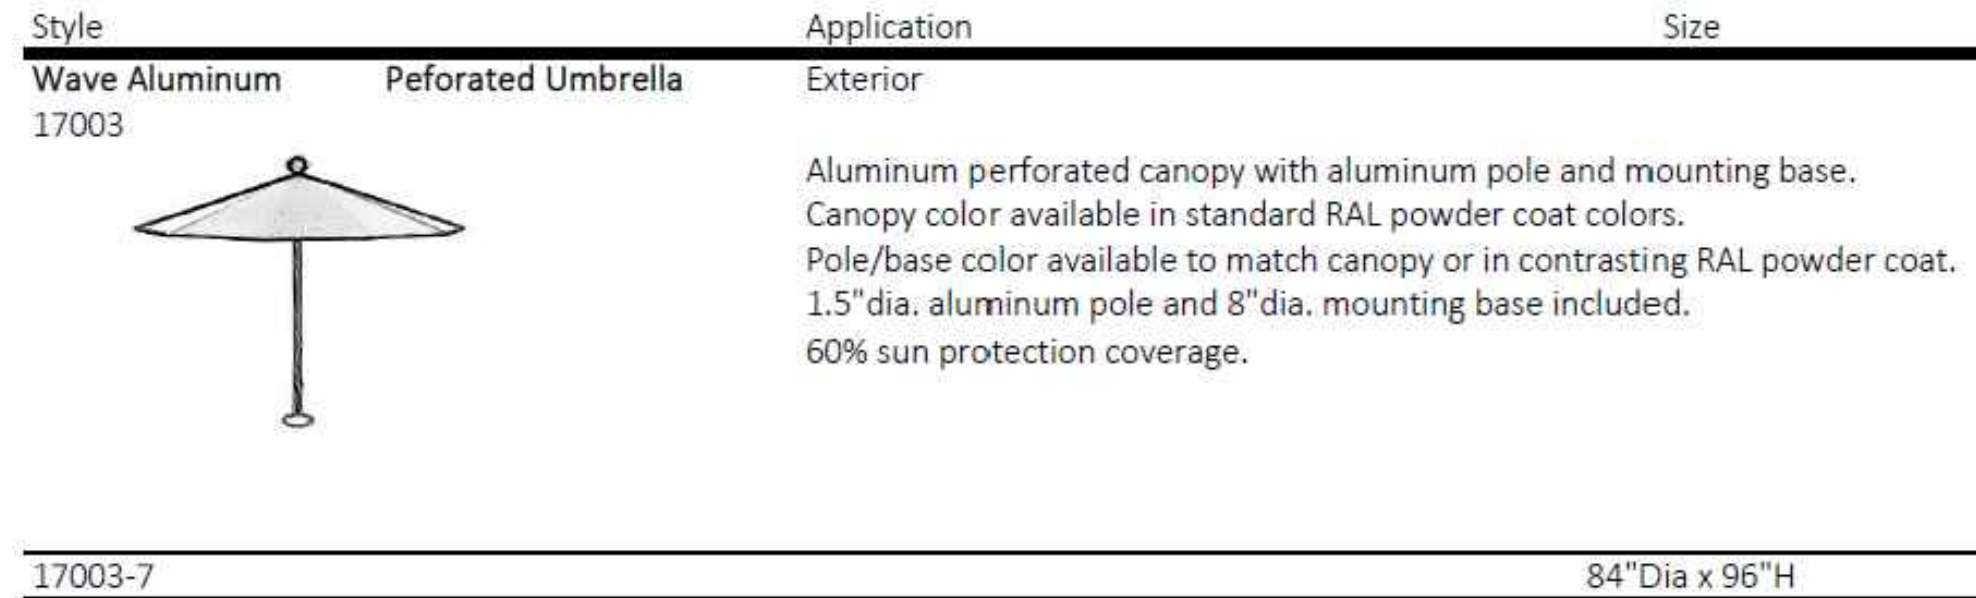 Style Application Size
Wave Aluminum Peforated Umbrella Exterior
17003
Aluminum perforated canopy with aluminum pole and mounting base.
Canopy color available in standard RAL powder coat colors.
Pole/base color available to match canopy or in contrasting RAL powder coat.
1.5"dia. aluminum pole and 8"dia. mounting base included.
60% sun protection coverage.
17003-7 84"Dia x 96"H